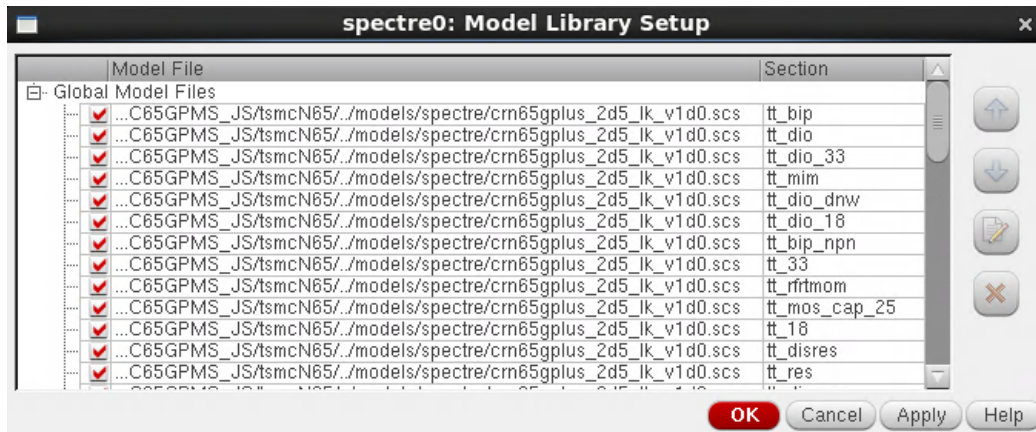 spectre0: Model Library Setup
Model File Section
Global Model Files
...C65GPMS_JS/tsmcN65/../models/spectre/crn65gplus_2d5_lk_v1d0.scs tt_bip
...C65GPMS_JS/tsmcN65/../models/spectre/crn65gplus_2d5_lk_v1d0.scs tt_dio
...C65GPMS_JS/tsmcN65/../models/spectre/crn65gplus_2d5_lk_v1d0.scs tt_dio_33
...C65GPMS_JS/tsmcN65/../models/spectre/crn65gplus_2d5_lk_v1d0.scs tt_mim
...C65GPMS_JS/tsmcN65/../models/spectre/crn65gplus_2d5_lk_v1d0.scs tt_dio_dnw
...C65GPMS_JS/tsmcN65/../models/spectre/crn65gplus_2d5_lk_v1d0.scs tt_dio_18
...C65GPMS_JS/tsmcN65/../models/spectre/crn65gplus_2d5_lk_v1d0.scs tt_bip_npn
...C65GPMS_JS/tsmcN65/../models/spectre/crn65gplus_2d5_lk_v1d0.scs tt_33
...C65GPMS_JS/tsmcN65/../models/spectre/crn65gplus_2d5_lk_v1d0.scs tt_rfrtmom
...C65GPMS_JS/tsmcN65/../models/spectre/crn65gplus_2d5_lk_v1d0.scs tt_mos_cap_25
...C65GPMS_JS/tsmcN65/../models/spectre/crn65gplus_2d5_lk_v1d0.scs tt_18
...C65GPMS_JS/tsmcN65/../models/spectre/crn65gplus_2d5_lk_v1d0.scs tt_disres
...C65GPMS_JS/tsmcN65/../models/spectre/crn65gplus_2d5_lk_v1d0.scs tt_res
OK Cancel Apply Help